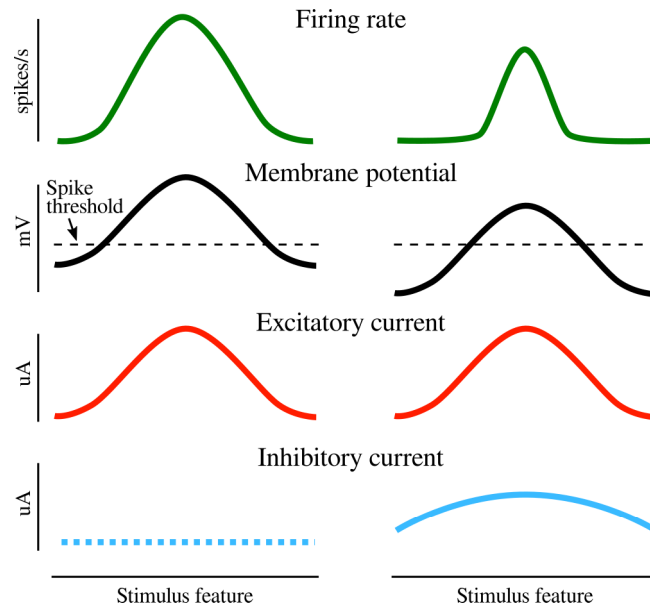 Firing rate
spikes/s
Membrane potential
Spike
threshold
mV
Excitatory current
uA
Inhibitory current
uA
Stimulus feature
Stimulus feature